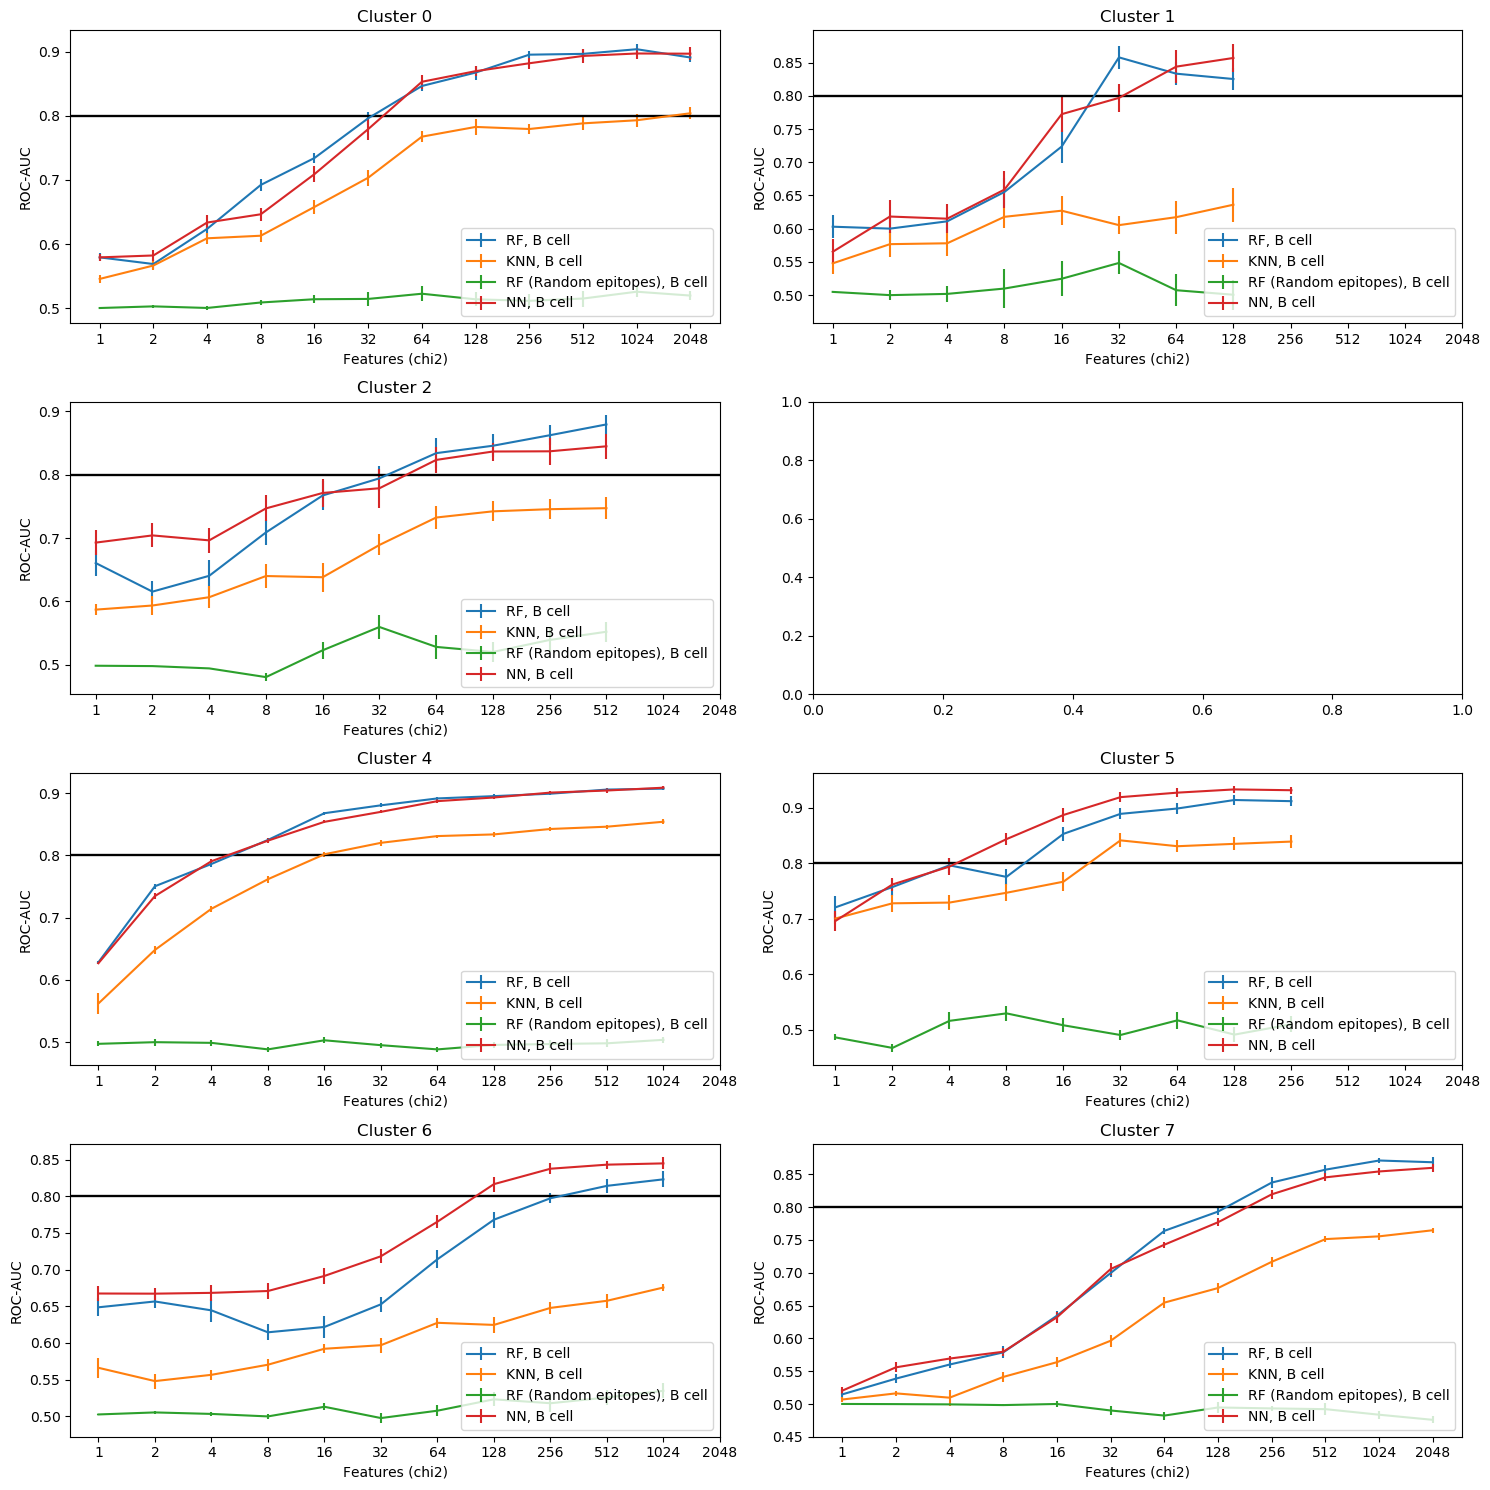 Cluster 0
0.9
0.8
0.7
0.6
0.5
ROC-AUC
RF, B cell
KNN, B cell
RF (Random epitopes), B cell
NN, B cell
1 2 4 8 16 32 64 128 256 512 1024 2048
Features (chi2)
Cluster 1
0.85
0.80
0.75
0.70
0.65
0.60
0.55
0.50
ROC-AUC
RF, B cell
KNN, B cell
RF (Random epitopes), B cell
NN, B cell
1 2 4 8 16 32 64 128 256 512 1024 2048
Features (chi2)
Cluster 2
0.9
0.8
0.7
0.6
0.5
ROC-AUC
RF, B cell
KNN, B cell
RF (Random epitopes), B cell
NN, B cell
1 2 4 8 16 32 64 128 256 512 1024 2048
Features (chi2)
1.0
0.8
0.6
0.4
0.2
0.0
0.0 0.2 0.4 0.6 0.8 1.0
Cluster 4
0.9
0.8
0.7
0.6
0.5
ROC-AUC
RF, B cell
KNN, B cell
RF (Random epitopes), B cell
NN, B cell
1 2 4 8 16 32 64 128 256 512 1024 2048
Features (chi2)
Cluster 5
0.9
0.8
0.7
0.6
0.5
ROC-AUC
RF, B cell
KNN, B cell
RF (Random epitopes), B cell
NN, B cell
1 2 4 8 16 32 64 128 256 512 1024 2048
Features (chi2)
Cluster 6
0.85
0.80
0.75
0.70
0.65
0.60
0.55
0.50
ROC-AUC
RF, B cell
KNN, B cell
RF (Random epitopes), B cell
NN, B cell
1 2 4 8 16 32 64 128 256 512 1024 2048
Features (chi2)
Cluster 7
0.85
0.80
0.75
0.70
0.65
0.60
0.55
0.50
0.45
ROC-AUC
RF, B cell
KNN, B cell
RF (Random epitopes), B cell
NN, B cell
1 2 4 8 16 32 64 128 256 512 1024 2048
Features (chi2)